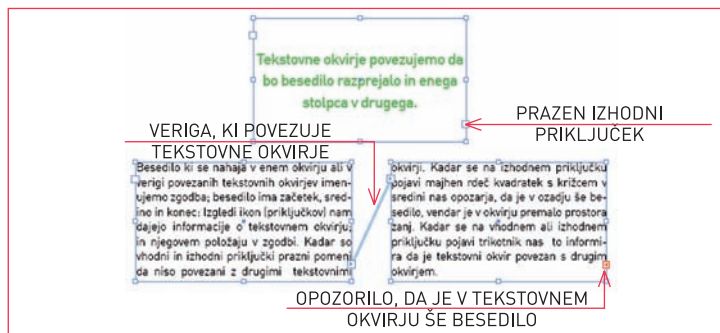 Tekstovne okvirje povezujemo da
bo besedilo razprejalo in enega
stolpca v drugega.
PRAZEN IZHODNI
PRIKLJUČEK
VERIGA, KI POVEZUJE
TEKSTOVNE OKVIRJE
Besedilo ki se nahaja v enem okvirju ali v
verigi povezanih tekstovnih okvirjev imen-
ujemo zgodba; besedilo ima začetek, sred-
ino in konec: Izgledi ikon (priključkov) nam
dajejo informacije o tekstovnem okvirju,
in njegovem položaju v zgodbi. Kadar so
vhodni in izhodni priključki prazni pomeni
da niso povezani z drugimi tekstovnimi
okvirji. Kadar se na izhodnem priključku
pojavi majhen rdeč kvadratek s križcem v
sredini nas opozarja, da je v ozadju še be-
sedilo, vendar je v okvirju premalo prostora
zanj. Kadar se na vhodnem ali izhodnem
priključku pojavi trikotnik nas to informi-
ra da je tekstovni okvir povezan s drugim
okvirjem.
OPOZORILO, DA JE V TEKSTOVNEM
OKVIRJU ŠE BESEDILO